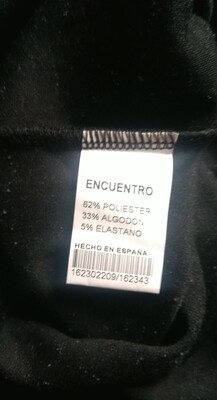 ENCUENTRO
62% POLIESTER
33% ALGODON
5% ELASTANO
HECHO EN ESPAÑA
162302209/162343